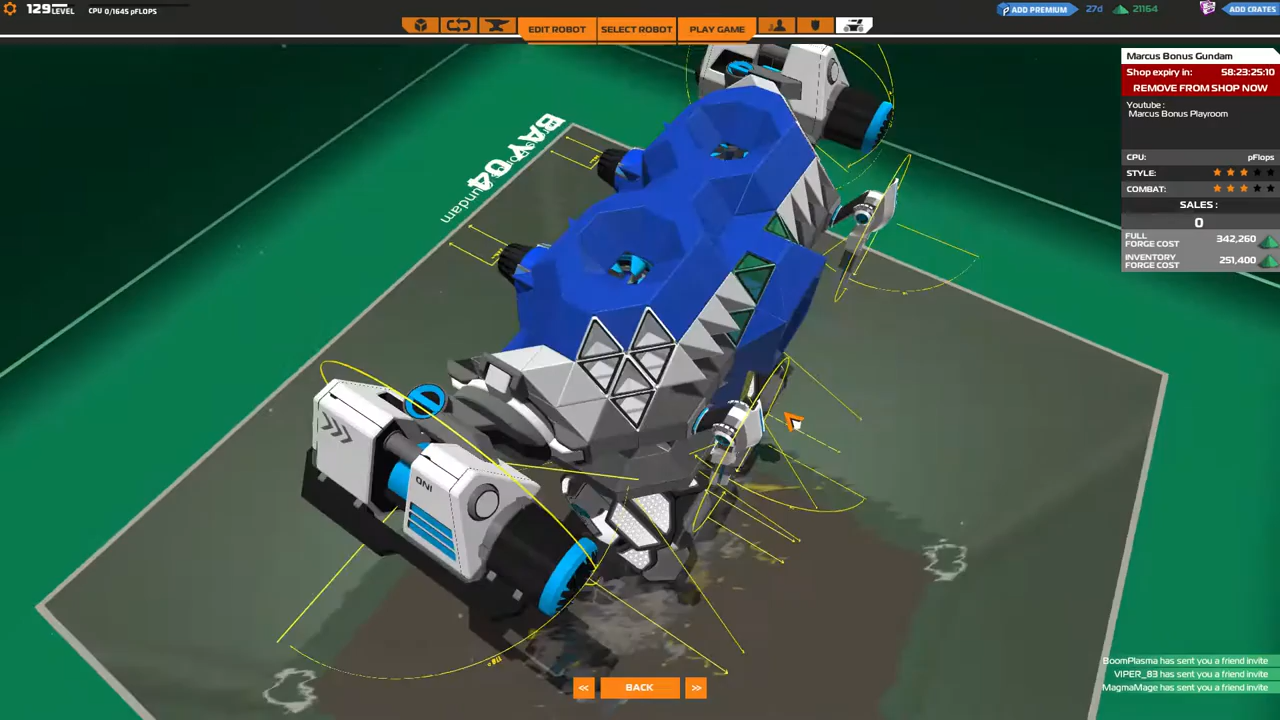 129 LEVEL
CPU 0/1645 pFLOPS
EDIT ROBOT
SELECT ROBOT
PLAY GAME
ADD PREMIUM
27d
21164
ADD CRATES
Marcus Bonus Gundam
Shop expiry in: 58:23:25:10
REMOVE FROM SHOP NOW
Youtube :
Marcus Bonus Playroom
CPU: pFlops
STYLE:
COMBAT:
SALES :
0
FULL
FORGE COST 342,260
INVENTORY
FORGE COST 251,400
BAY 04
Gundam
BoomPlasma has sent you a friend invite
VIPER_83 has sent you a friend invite
MagmaMage has sent you a friend invite
<< BACK >>